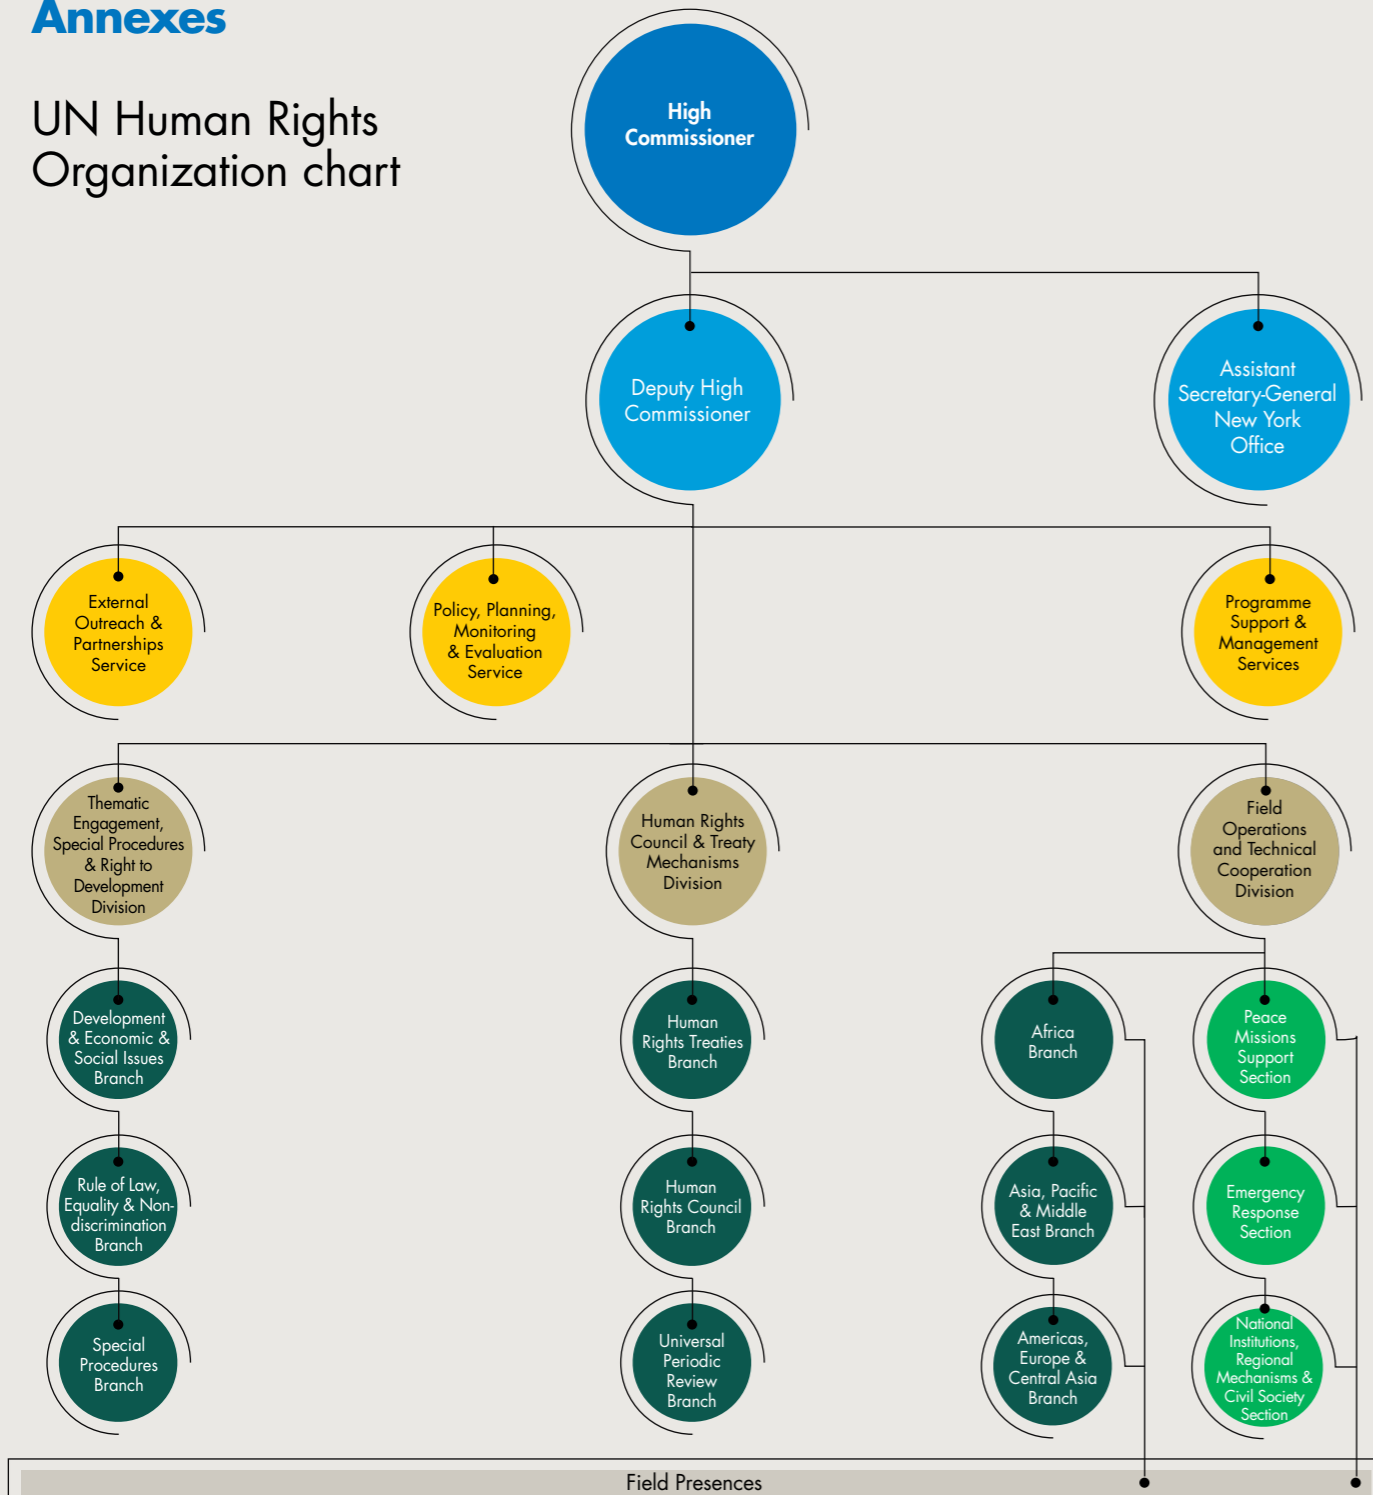 Annexes
UN Human Rights
Organization chart
High
Commissioner
Deputy High
Commissioner
Assistant
Secretary-General
New York
Office
External
Outreach &
Partnerships
Service
Policy, Planning,
Monitoring
& Evaluation
Service
Programme
Support &
Management
Services
Thematic
Engagement,
Special Procedures
& Right to
Development
Division
Human Rights
Council & Treaty
Mechanisms
Division
Field
Operations
and Technical
Cooperation
Division
Development
& Economic &
Social Issues
Branch
Human
Rights Treaties
Branch
Africa
Branch
Peace
Missions
Support
Section
Rule of Law,
Equality & Non-
discrimination
Branch
Human
Rights Council
Branch
Asia, Pacific
& Middle
East Branch
Emergency
Response
Section
Special
Procedures
Branch
Universal
Periodic
Review
Branch
Americas,
Europe &
Central Asia
Branch
National
Institutions,
Regional
Mechanisms &
Civil Society
Section
Field Presences